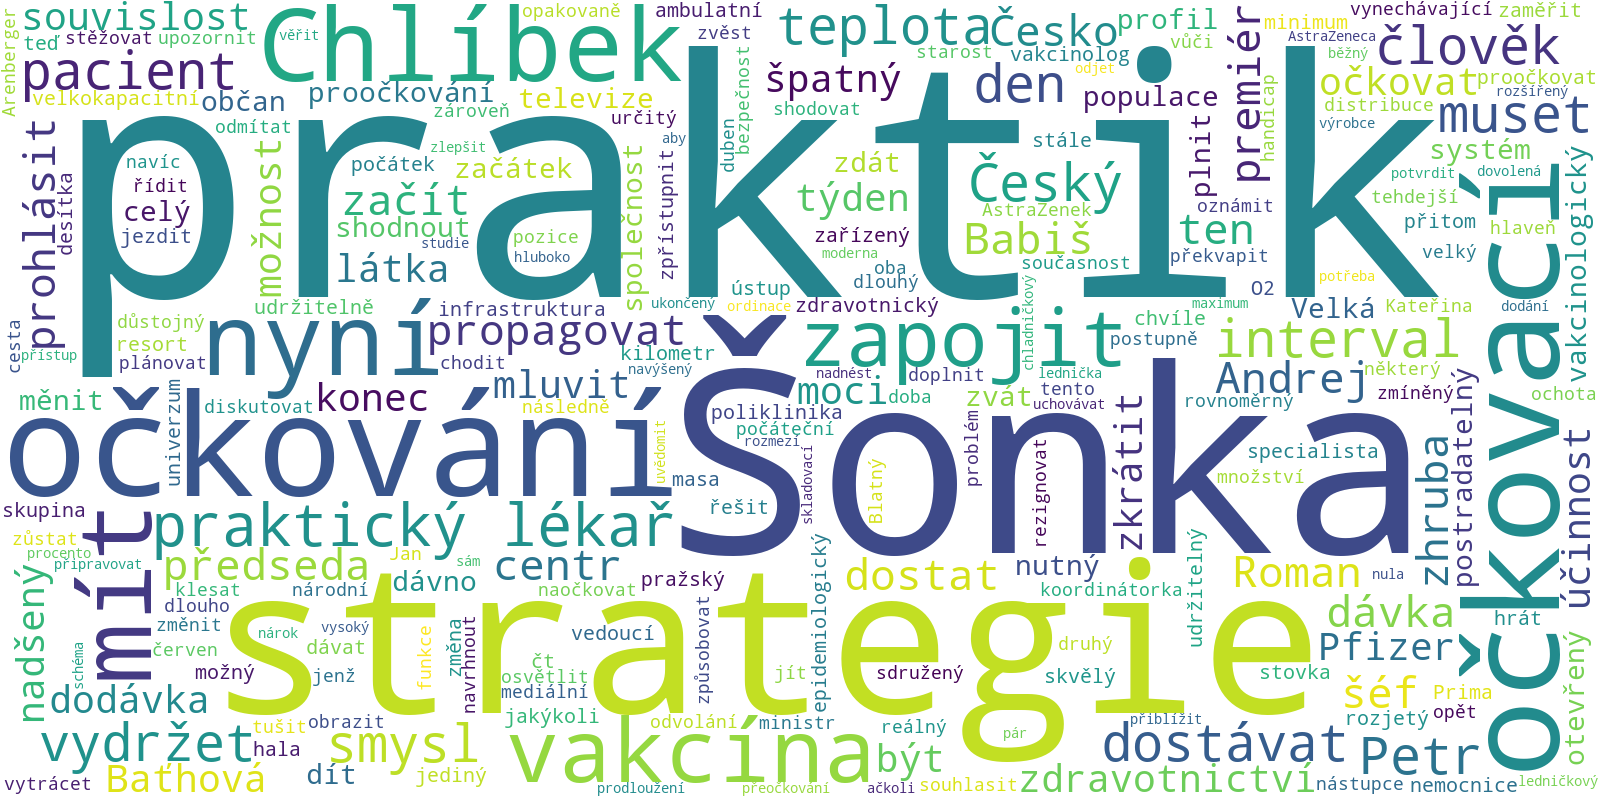 Arenberger
souvislost
teď
stěžovat
upozornit
pacient
velkokapacitní
občan
odmítat
Chlíbek
věřit
opakovaně
ambulatní
zvěst
proočkování
zároveň
televize
určitý
teplota
Česko
starost
vakcinolog
odjet
profil
vůči
minimum
vynechávající
zaměřit
AstraZeneca
běžný
člověk
očkovat
proočkovat
rozšířený
distribuce
výrobce
muset
premiér
handicap
špatný
shodovat
den
populace
bezpečnost
duben
aby
zlepšit
praktik
navíc
řídit
celý
jezdit
desítka
prohlásit
možnost
počátek
začátek
začít
shodnout
studie
pozice
hluboko
látka
společnost
zpřístupnit
zdát
týden
stále
Český
AstraZenek
Babiš
zařízený
moderna
oba
dlouhý
současnost
plnit
oznámit
ten
překvapit
systém
potvrdit
dovolená
tehdejší
přitom
hlaveň
velký
potřeba
vakcinologický
očkovací
udržitelně
infrastruktura
ukončený
ordinace
ústup
zdravotnický
O2
maximum
Velká
Kateřina
dodání
cesta
přístup
důstojný
resort
plánovat
nyní
propagovat
chodit
kilometr
navýšený
zapojit
chladničkový
chvíle
postupně
interval
některý
měnit
univerzum
diskutovat
konec
mluvit
následně
poliklinika
počáteční
rozmezí
moci
doba
nadnést
doplnit
zvát
lednička
tento
uchovávat
Andrej
rovnoměrný
zmíněný
ochota
očkování
uvědomit
masa
řešit
Šonka
skladovací
Blatný
problém
rezignovat
zkrátit
specialista
množství
zhruba
postradatelný
účinnost
skupina
zůstat
procento
připravovat
mít
praktický lékař
předseda
Jan
sám
centr
dávno
klesat
národní
naočkovat
pražský
epidemiologický
dostat
nutný
koordinátorka
udržitelný
Roman
nula
hrát
dávka
nadšený
schéma
dlouho
změnit
červen
nárok
vysoký
dávat
možný
jenž
strategie
funkce
změna
navrhnout
vedoucí
čt
osvětlit
mediální
způsobovat
jít
sdružený
druhý
skvělý
stovka
Pfizer
otevřený
dodávka
tušit
obrazit
jakýkoli
odvolání
ministr
reálný
pár
přiblížit
šéf
Prima
rozjetý
opět
vydržet
hala
smysl
vakcína
být
dostávat
Petr
vytrácet
Baťhová
dít
jediný
prodloužení
přeočkování
ačkoli
souhlasit
zdravotnictví
nástupce
nemocnice
ledničkový